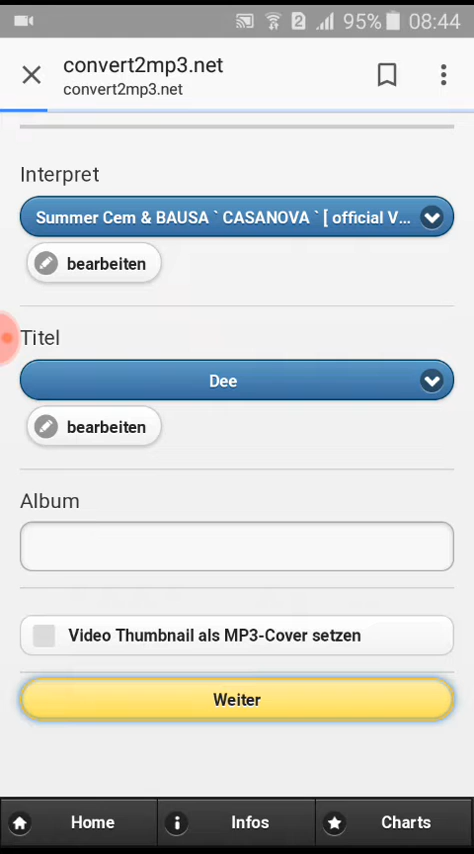 2 95% 08:44
convert2mp3.net
convert2mp3.net
Interpret
Summer Cem & BAUSA ` CASANOVA ` [ official V...
bearbeiten
Titel
Dee
bearbeiten
Album
Video Thumbnail als MP3-Cover setzen
Weiter
Home Infos Charts